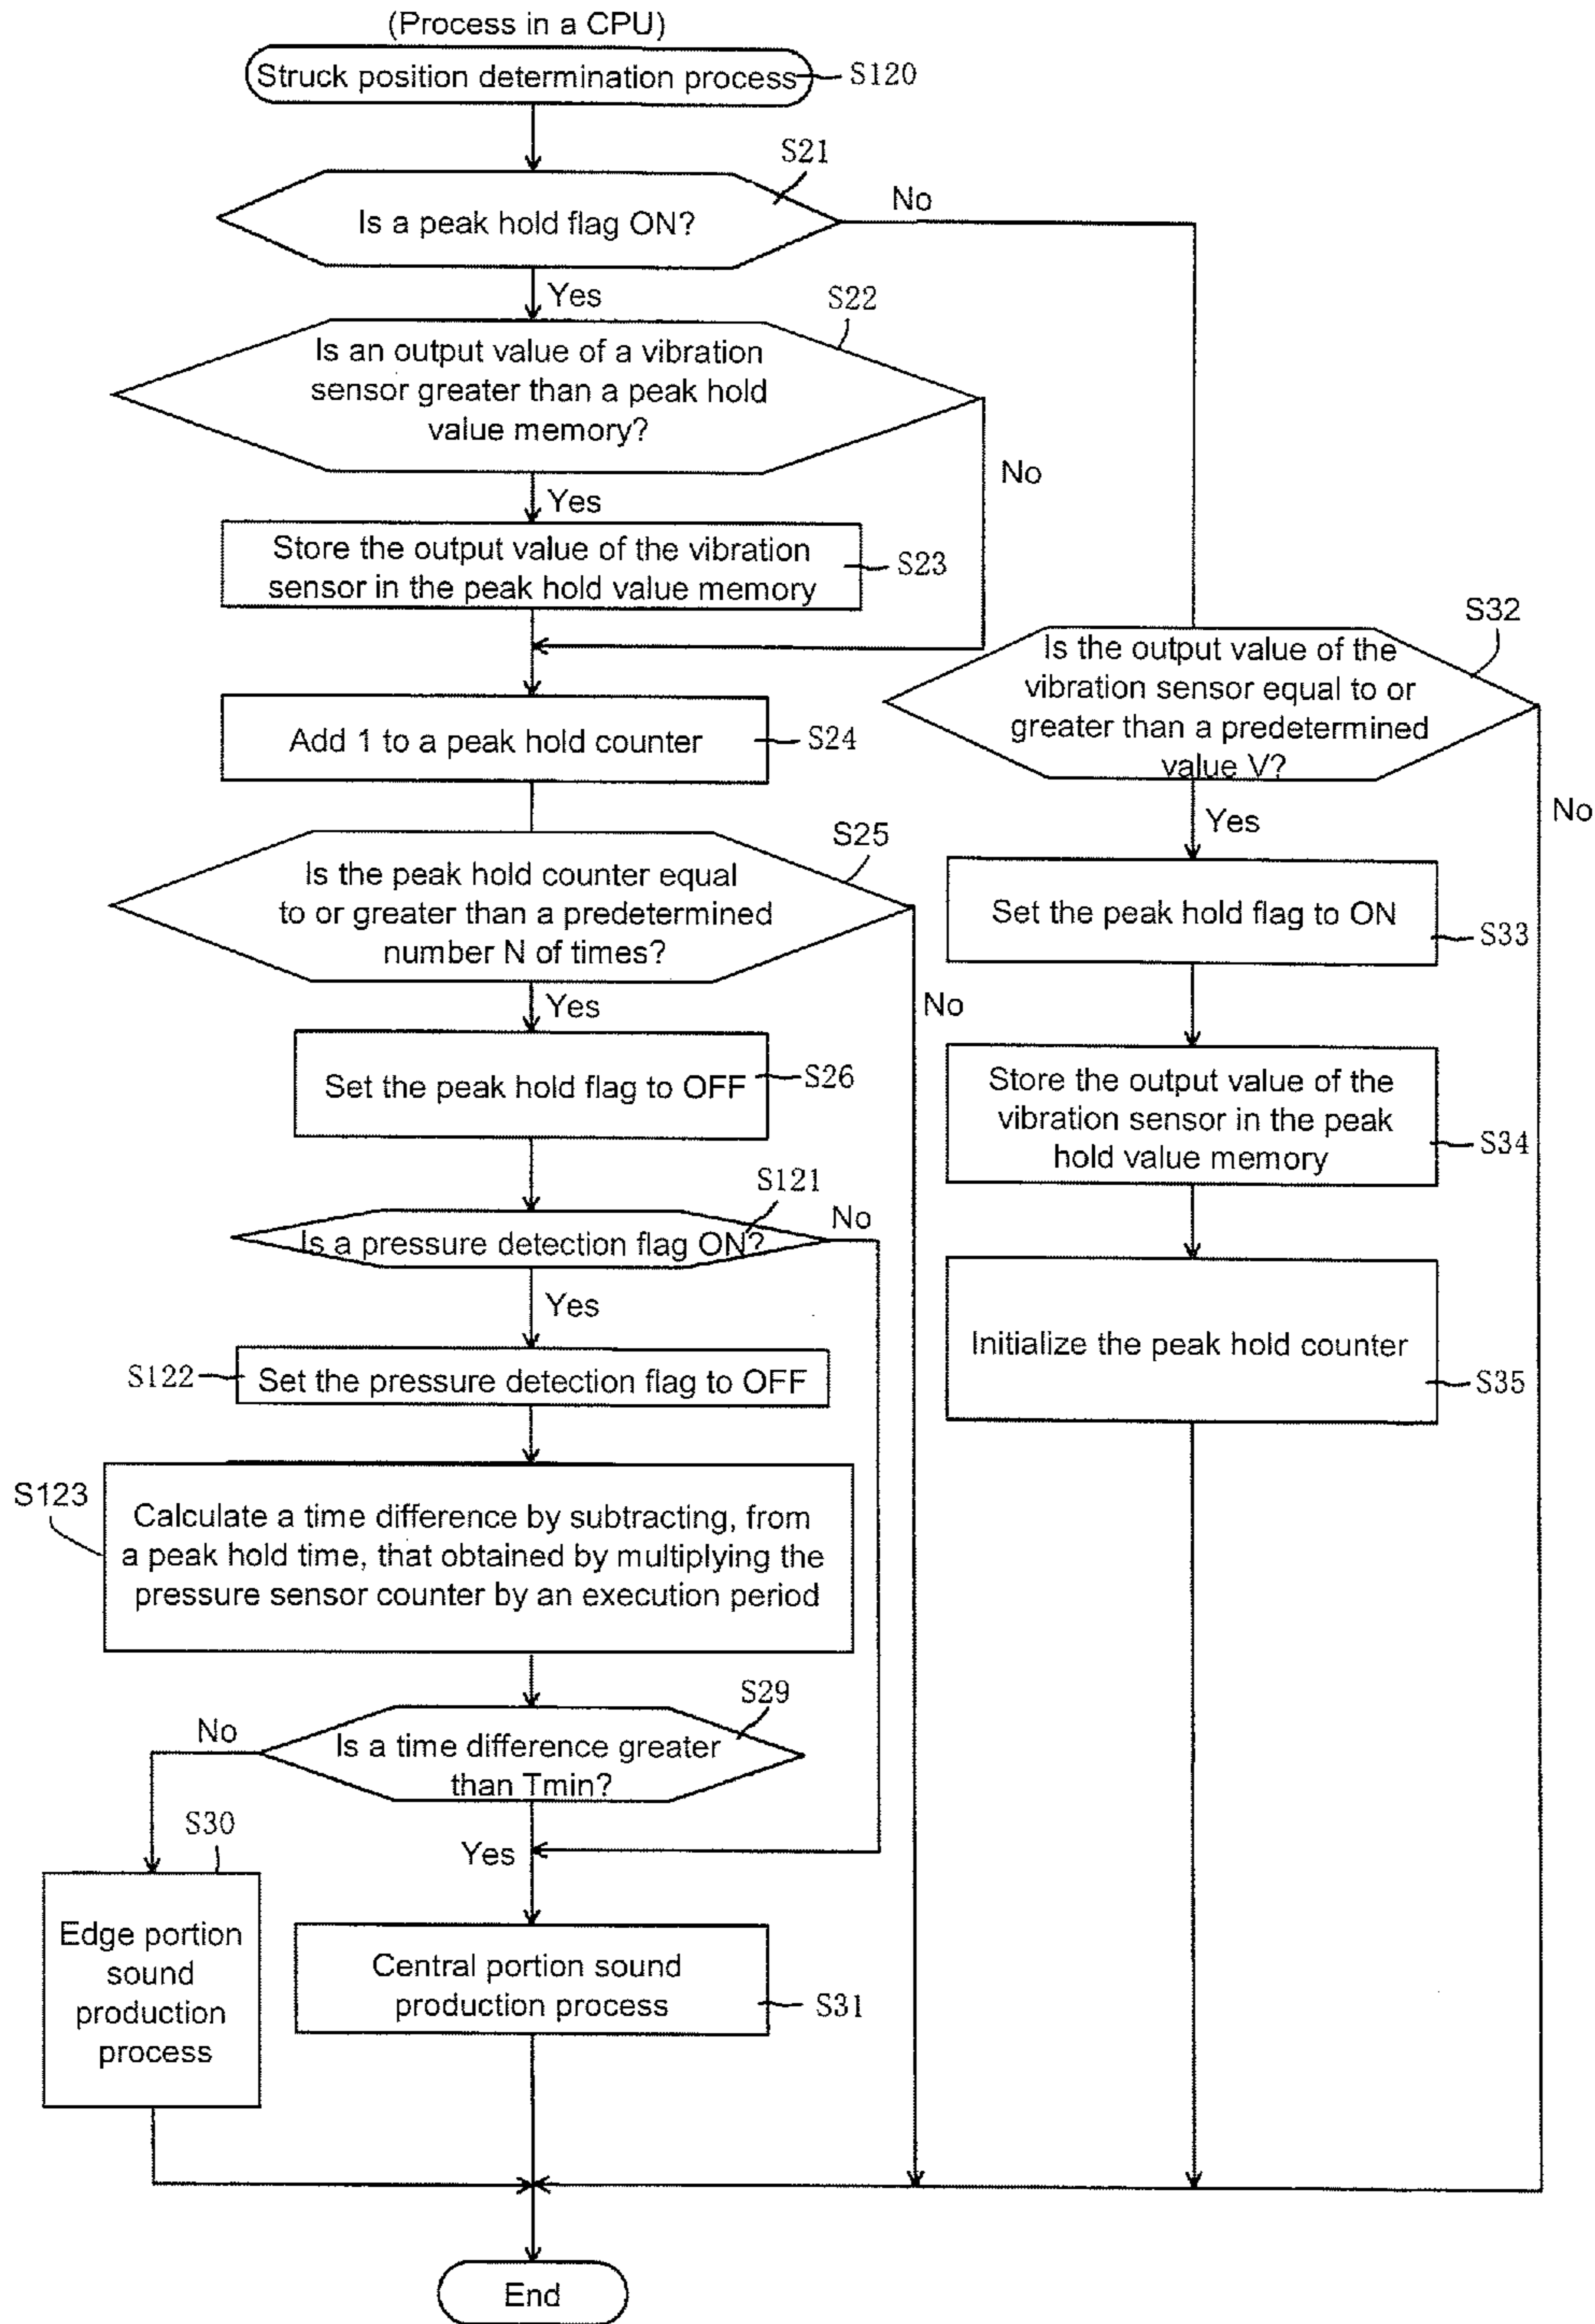 (Process in a CPU)
Struck position determination process
S120
S21
Is a peak hold flag ON?
No
Yes
S22
Is an output value of a vibration
sensor greater than a peak hold
value memory?
No
Yes
Store the output value of the vibration
sensor in the peak hold value memory
S23
Add 1 to a peak hold counter
S24
S25
Is the peak hold counter equal
to or greater than a predetermined
number N of times?
No
Yes
Set the peak hold flag to OFF
S26
S121
Is a pressure detection flag ON?
No
Yes
S122
Set the pressure detection flag to OFF
S123
Calculate a time difference by subtracting, from
a peak hold time, that obtained by multiplying the
pressure sensor counter by an execution period
S29
Is a time difference greater
than Tmin?
No
Yes
S30
Edge portion
sound
production
process
Central portion sound
production process
S31
S32
Is the output value of the
vibration sensor equal to or
greater than a predetermined
value V?
No
Yes
Set the peak hold flag to ON
S33
Store the output value of the
vibration sensor in the peak
hold value memory
S34
Initialize the peak hold counter
S35
End